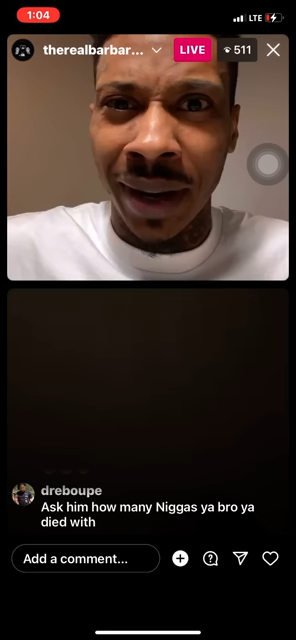 1:04
LTE
therealbarbar...
LIVE
511
dreboupe
Ask him how many Niggas ya bro ya
died with
Add a comment...